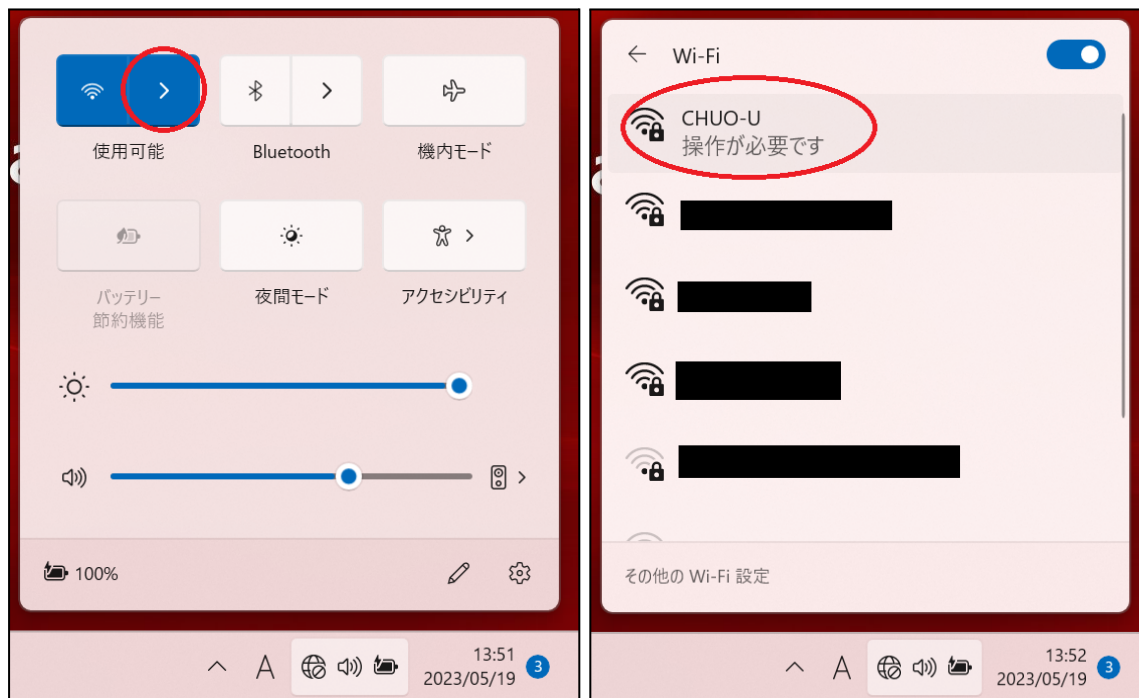 使用可能
Bluetooth
機内モード
バッテリー
節約機能
夜間モード
アクセシビリティ
100%
A
13:51
2023/05/19
3
Wi-Fi
CHUO-U
操作が必要です
その他の Wi-Fi 設定
A
13:52
2023/05/19
3